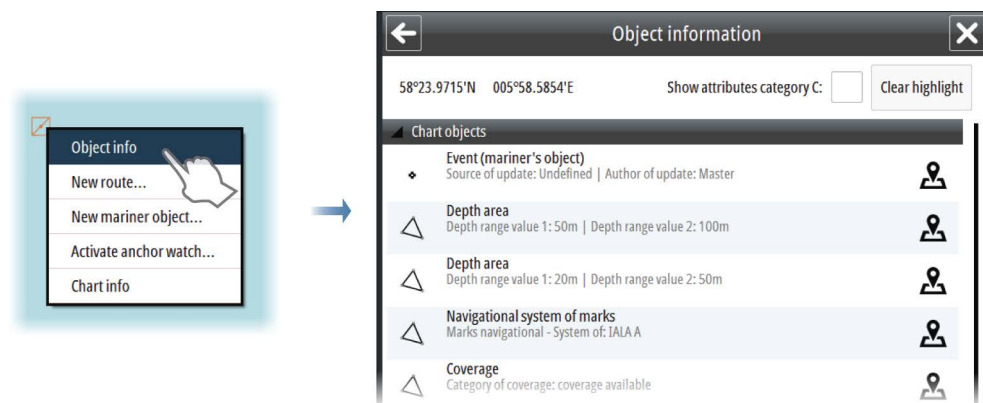 Object info
New route...
New mariner object...
Activate anchor watch...
Chart info
Object information
58°23.9715'N 005°58.5854'E Show attributes category C: Clear highlight
Chart objects
Event (mariner's object)
Source of update: Undefined | Author of update: Master
Depth area
Depth range value 1: 50m | Depth range value 2: 100m
Depth area
Depth range value 1: 20m | Depth range value 2: 50m
Navigational system of marks
Marks navigational - System of: IALA A
Coverage
Category of coverage: coverage available